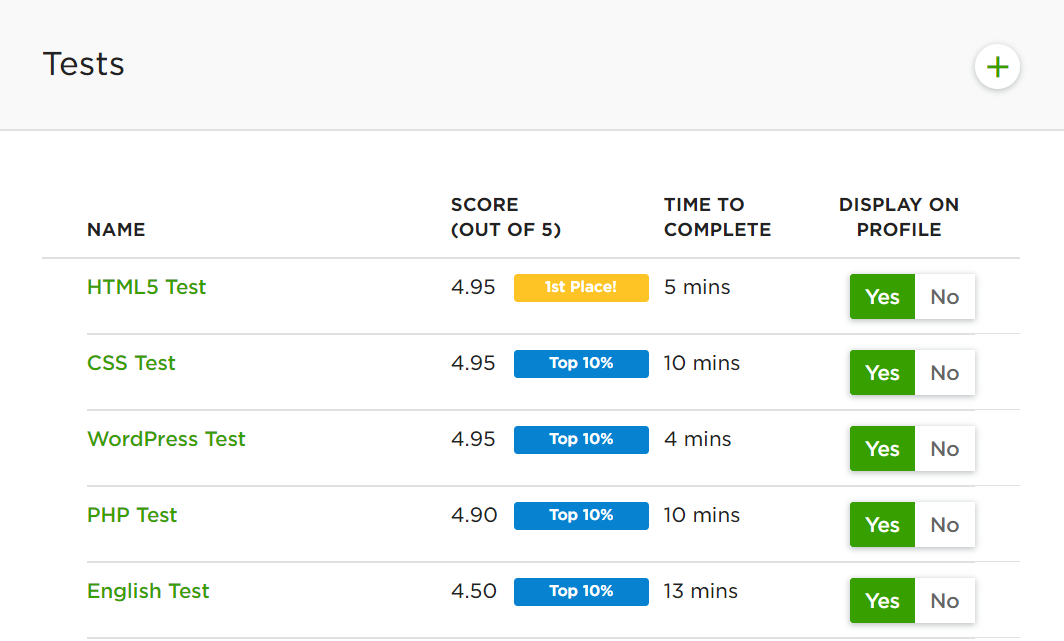 Tests
+
NAME SCORE (OUT OF 5) TIME TO COMPLETE DISPLAY ON PROFILE
HTML5 Test 4.95 1st Place! 5 mins Yes No
CSS Test 4.95 Top 10% 10 mins Yes No
WordPress Test 4.95 Top 10% 4 mins Yes No
PHP Test 4.90 Top 10% 10 mins Yes No
English Test 4.50 Top 10% 13 mins Yes No